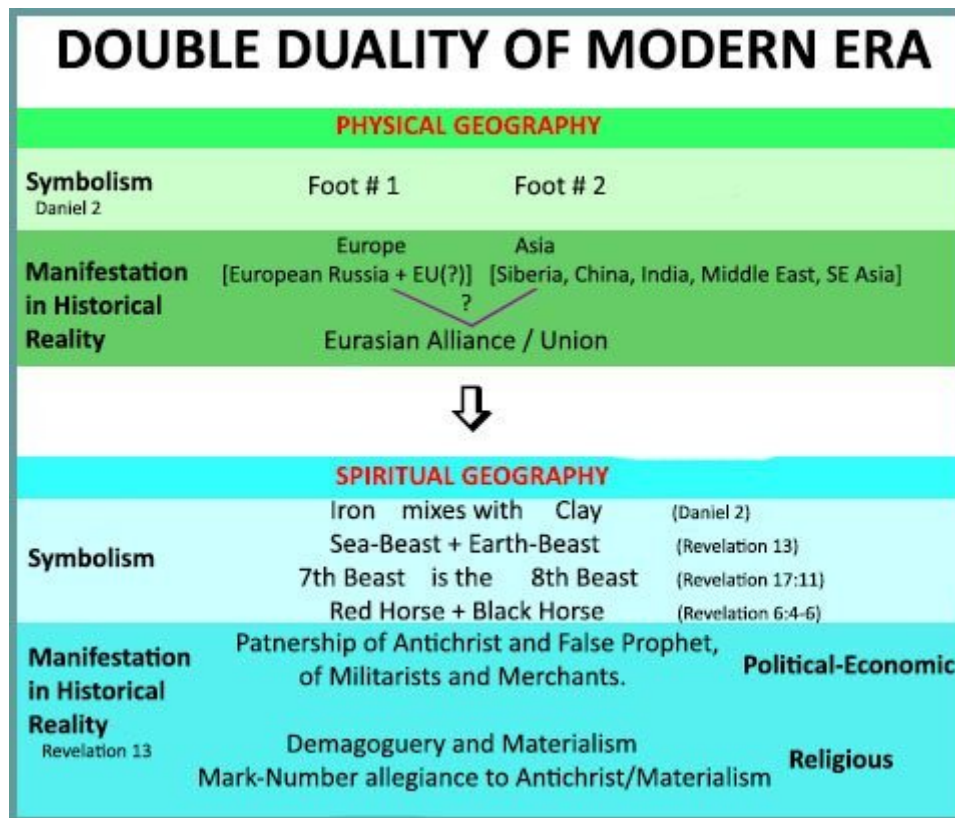 DOUBLE DUALITY OF MODERN ERA
PHYSICAL GEOGRAPHY
Symbolism
Daniel 2
Foot # 1 Foot # 2
Manifestation
in Historical
Reality
Europe Asia
[European Russia + EU(?)] [Siberia, China, India, Middle East, SE Asia]
?
Eurasian Alliance / Union
SPIRITUAL GEOGRAPHY
Symbolism
Iron mixes with Clay (Daniel 2)
Sea-Beast + Earth-Beast (Revelation 13)
7th Beast is the 8th Beast (Revelation 17:11)
Red Horse + Black Horse (Revelation 6:4-6)
Manifestation
in Historical
Reality
Revelation 13
Patnership of Antichrist and False Prophet,
of Militarists and Merchants.
Political-Economic
Demagoguery and Materialism
Mark-Number allegiance to Antichrist/Materialism
Religious